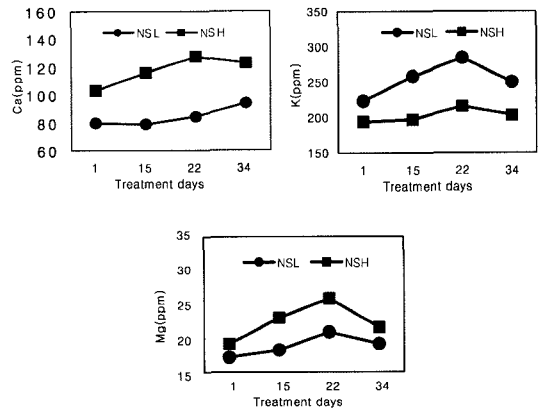 160
140
120
100
80
60
Ca(ppm)
NSL NSH
1 15 22 34
Treatment days
350
300
250
200
150
K(ppm)
NSL NSH
1 15 22 34
Treatment days
35
30
25
20
15
Mg(ppm)
NSL NSH
1 15 22 34
Treatment days